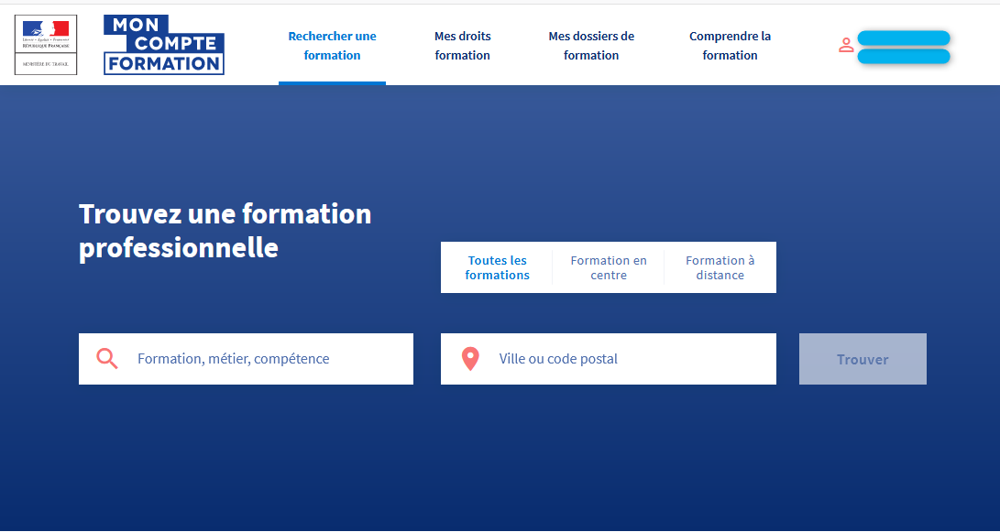 Liberté • Égalité • Fraternité
RÉPUBLIQUE FRANÇAISE
MINISTÈRE DU TRAVAIL
MON
COMPTE
FORMATION
Rechercher une
formation
Mes droits
formation
Mes dossiers de
formation
Comprendre la
formation
Trouvez une formation
professionnelle
Toutes les
formations
Formation en
centre
Formation à
distance
Formation, métier, compétence
Ville ou code postal
Trouver